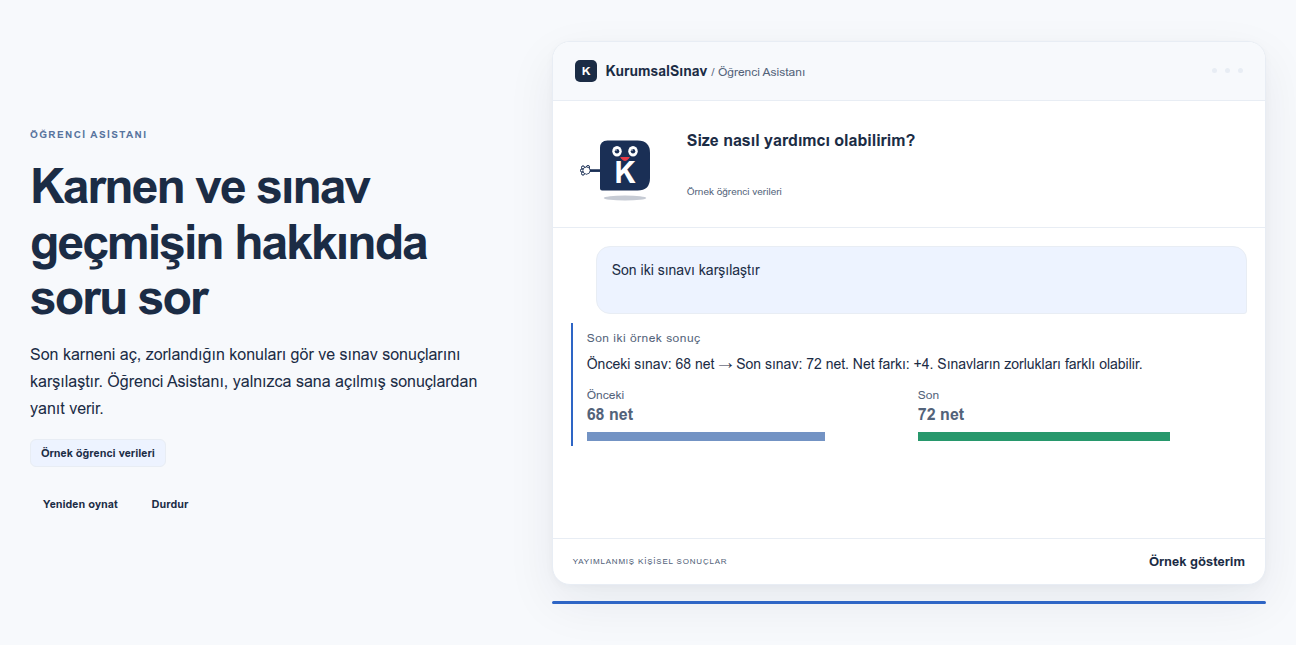 ÖĞRENCİ ASİSTANI
Karnen ve sınav
geçmişin hakkında
soru sor
Son karneni aç, zorlandığın konuları gör ve sınav sonuçlarını
karşılaştır. Öğrenci Asistanı, yalnızca sana açılmış sonuçlardan
yanıt verir.
Örnek öğrenci verileri
Yeniden oynat Durdur
K KurumsalSınav / Öğrenci Asistanı
K
Size nasıl yardımcı olabilirim?
Örnek öğrenci verileri
Son iki sınavı karşılaştır
Son iki örnek sonuç
Önceki sınav: 68 net → Son sınav: 72 net. Net farkı: +4. Sınavların zorlukları farklı olabilir.
Önceki Son
68 net 72 net
YAYIMLANMIŞ KİŞİSEL SONUÇLAR Örnek gösterim